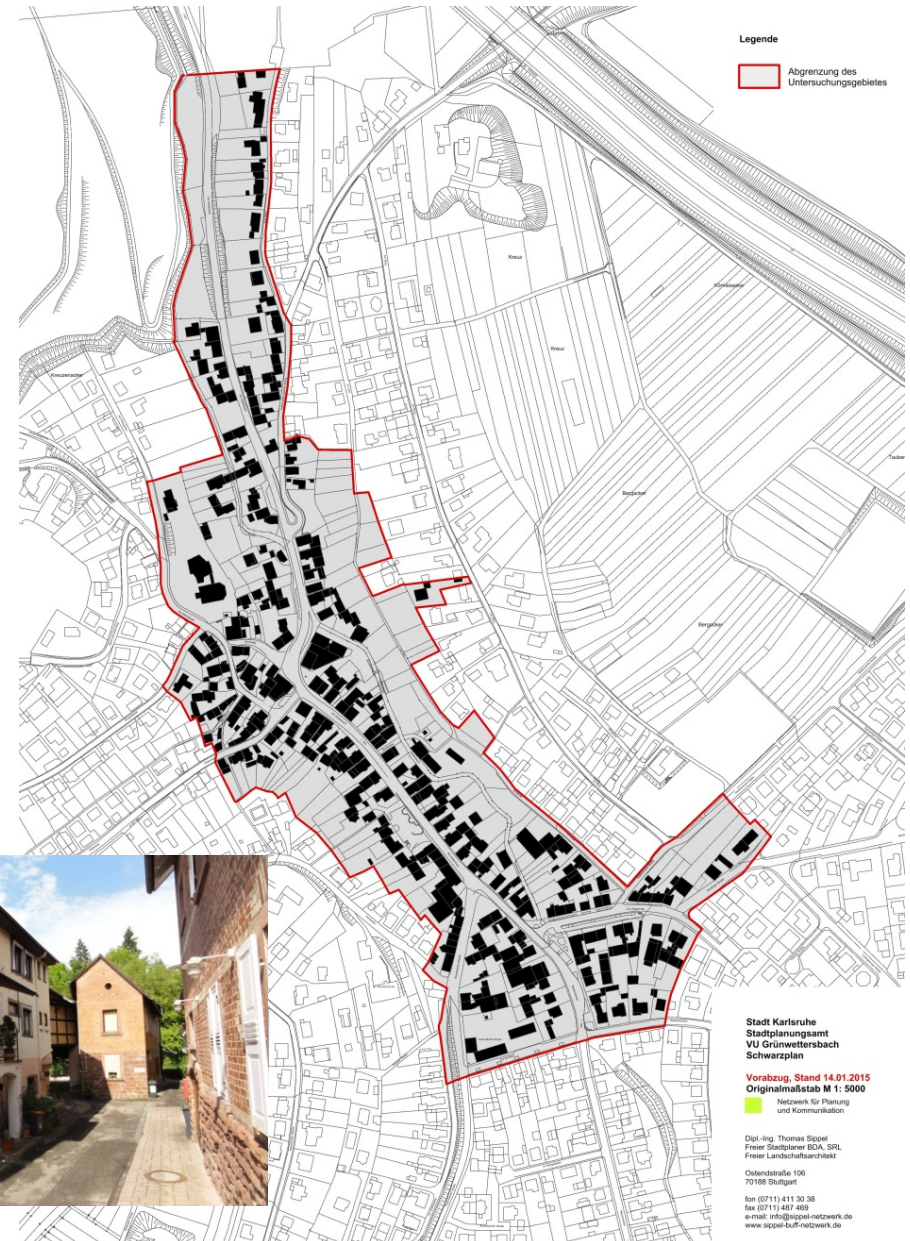 Legende
Abgrenzung des
Untersuchungsgebietes
Kreuz
Kreuz
Bergäcker
Bergäcker
Stadt Karlsruhe
Stadtplanungsamt
VU Grünwettersbach
Schwarzplan
Vorabzug, Stand 14.01.2015
Originalmaßstab M 1: 5000
Netzwerk für Planung
und Kommunikation
Dipl.-Ing. Thomas Sippel
Freier Stadtplaner BDA, SRL
Freier Landschaftsarchitekt
Ostendstraße 106
70188 Stuttgart
fon (0711) 411 30 38
fax (0711) 487 469
e-mail: info@sippel-netzwerk.de
www.sippel-buff-netzwerk.de